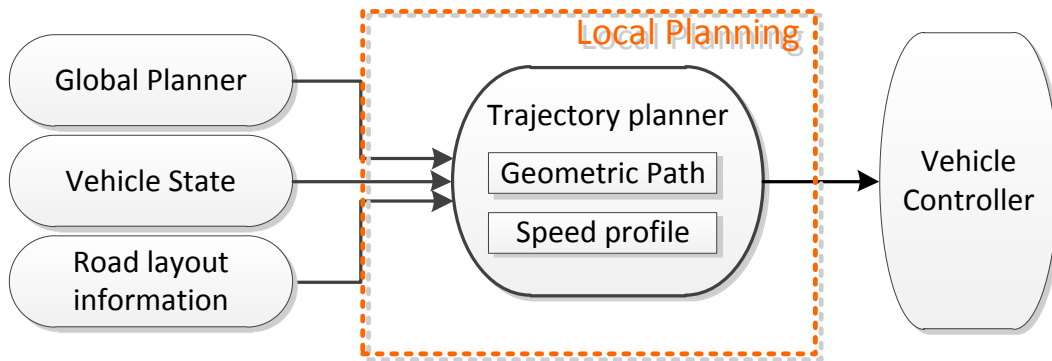 Local Planning
Global Planner
Vehicle State
Road layout
information
Trajectory planner
Geometric Path
Speed profile
Vehicle
Controller